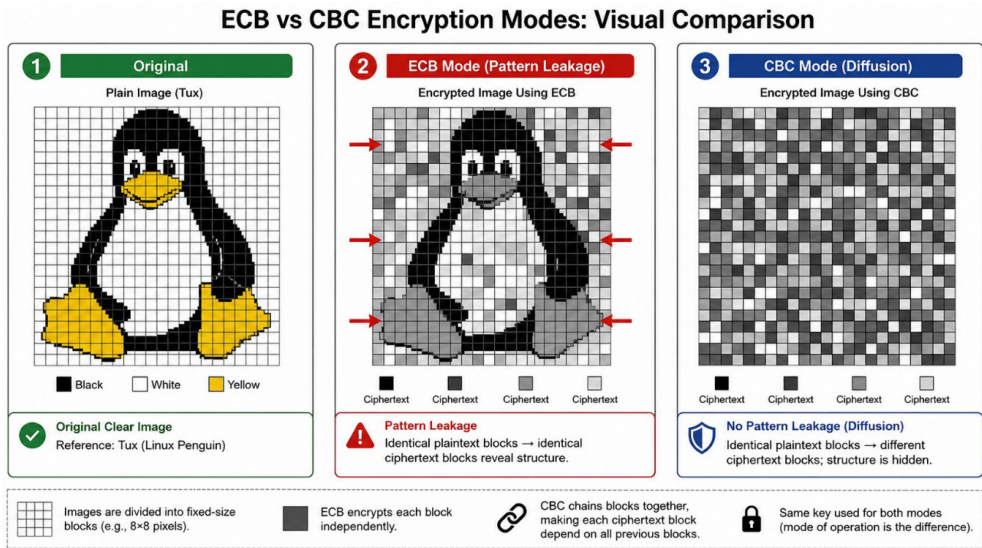 ECB vs CBC Encryption Modes: Visual Comparison
1 Original
Plain Image (Tux)
Black White Yellow
Original Clear Image
Reference: Tux (Linux Penguin)
2 ECB Mode (Pattern Leakage)
Encrypted Image Using ECB
Ciphertext Ciphertext Ciphertext Ciphertext
Pattern Leakage
Identical plaintext blocks → identical
ciphertext blocks reveal structure.
3 CBC Mode (Diffusion)
Encrypted Image Using CBC
Ciphertext Ciphertext Ciphertext Ciphertext
No Pattern Leakage (Diffusion)
Identical plaintext blocks → different
ciphertext blocks; structure is hidden.
Images are divided into fixed-size
blocks (e.g., 8×8 pixels).
ECB encrypts each block
independently.
CBC chains blocks together,
making each ciphertext block
depend on all previous blocks.
Same key used for both modes
(mode of operation is the difference).